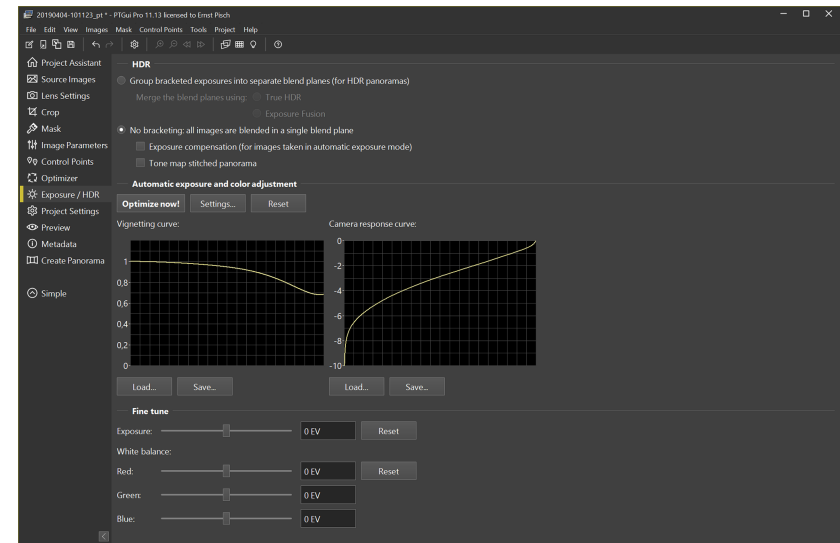 20190404-101123_pt * - PTGui Pro 11.13 licensed to Ernst Pisch
File Edit View Images Mask Control Points Tools Project Help
Project Assistant
Source Images
Lens Settings
Crop
Mask
Image Parameters
Control Points
Optimizer
Exposure / HDR
Project Settings
Preview
Metadata
Create Panorama
Simple
HDR
Group bracketed exposures into separate blend planes (for HDR panoramas)
Merge the blend planes using: True HDR
Exposure Fusion
No bracketing: all images are blended in a single blend plane
Exposure compensation (for images taken in automatic exposure mode)
Tone map stitched panorama
Automatic exposure and color adjustment
Optimize now! Settings... Reset
Vignetting curve: Camera response curve:
1
0,8
0,6
0,4
0,2
0
0
-2
-4
-6
-8
-10
Load... Save... Load... Save...
Fine tune
Exposure: 0 EV Reset
White balance:
Red: 0 EV Reset
Green: 0 EV
Blue: 0 EV